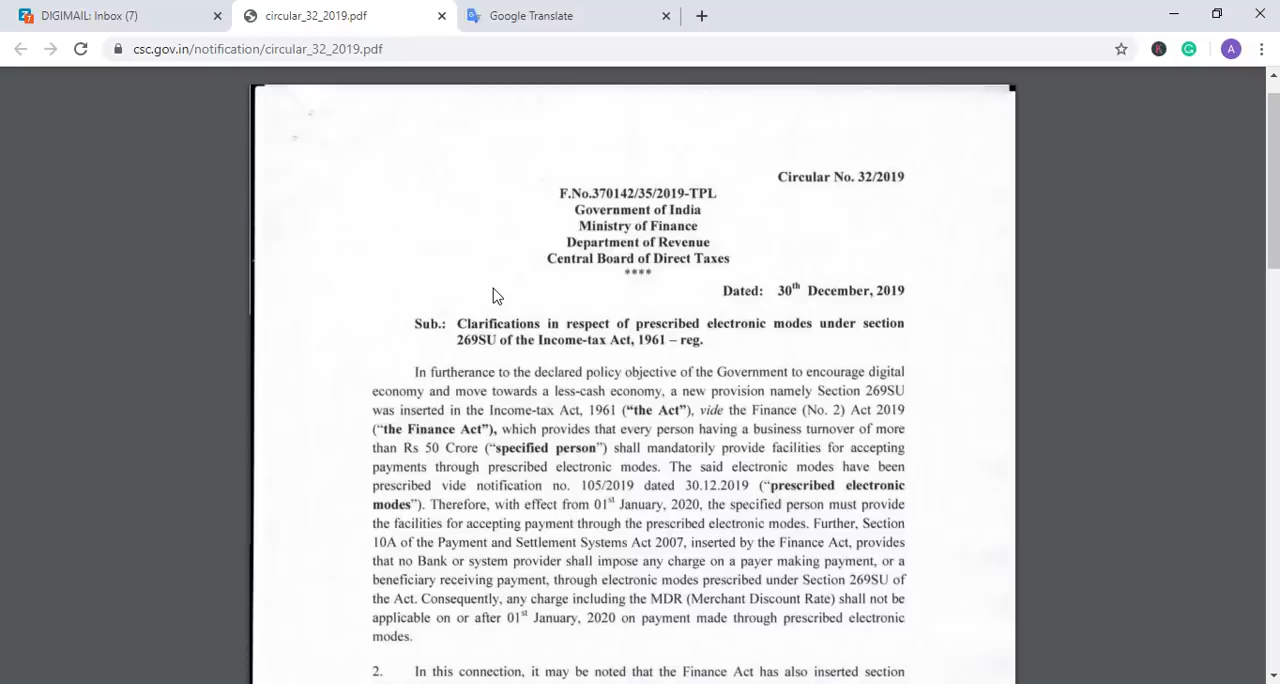 DIGIMAIL: Inbox (7)
circular_32_2019.pdf
Google Translate
csc.gov.in/notification/circular_32_2019.pdf
A
Circular No. 32/2019
F.No.370142/35/2019-TPL
Government of India
Ministry of Finance
Department of Revenue
Central Board of Direct Taxes
****
Dated: 30th December, 2019
Sub.: Clarifications in respect of prescribed electronic modes under section
269SU of the Income-tax Act, 1961 – reg.
In furtherance to the declared policy objective of the Government to encourage digital
economy and move towards a less-cash economy, a new provision namely Section 269SU
was inserted in the Income-tax Act, 1961 (“the Act”), vide the Finance (No. 2) Act 2019
(“the Finance Act”), which provides that every person having a business turnover of more
than Rs 50 Crore (“specified person”) shall mandatorily provide facilities for accepting
payments through prescribed electronic modes. The said electronic modes have been
prescribed vide notification no. 105/2019 dated 30.12.2019 (“prescribed electronic
modes”). Therefore, with effect from 01st January, 2020, the specified person must provide
the facilities for accepting payment through the prescribed electronic modes. Further, Section
10A of the Payment and Settlement Systems Act 2007, inserted by the Finance Act, provides
that no Bank or system provider shall impose any charge on a payer making payment, or a
beneficiary receiving payment, through electronic modes prescribed under Section 269SU of
the Act. Consequently, any charge including the MDR (Merchant Discount Rate) shall not be
applicable on or after 01st January, 2020 on payment made through prescribed electronic
modes.
2. In this connection, it may be noted that the Finance Act has also inserted section